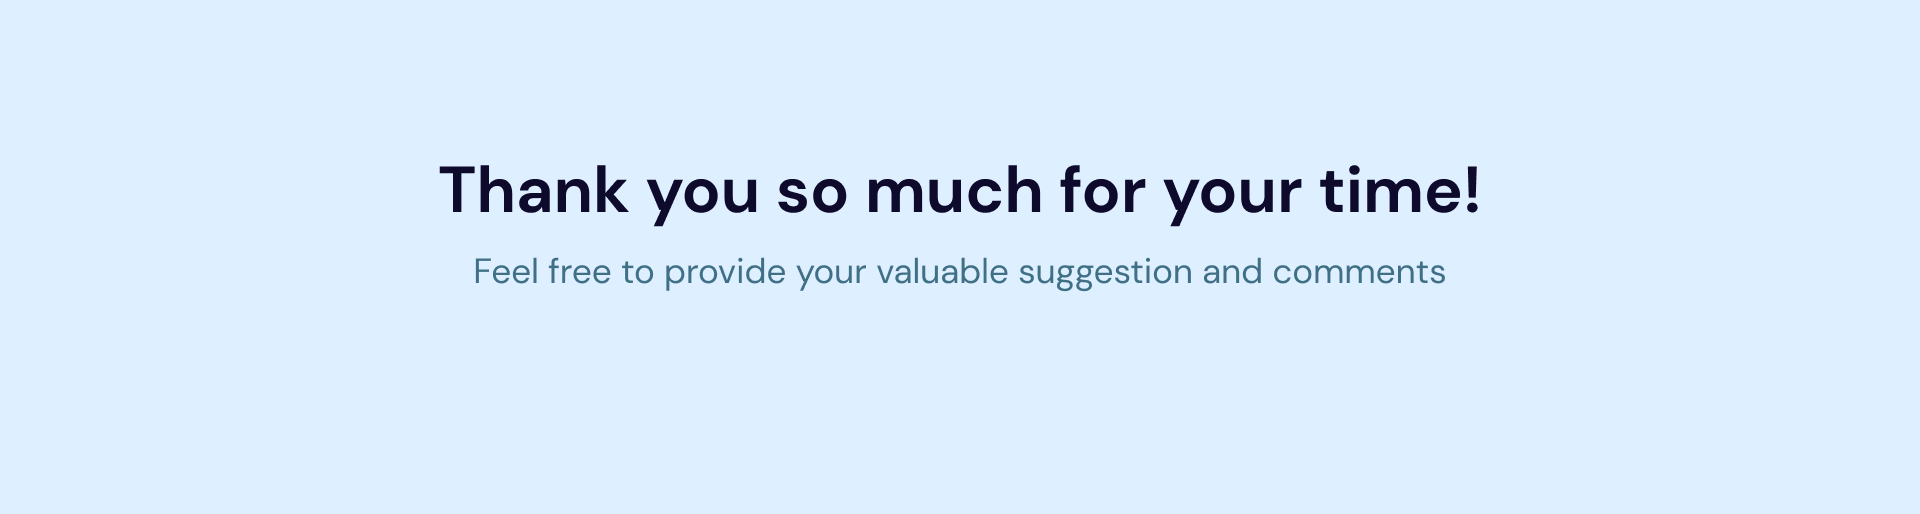 Thank you so much for your time!
Feel free to provide your valuable suggestion and comments